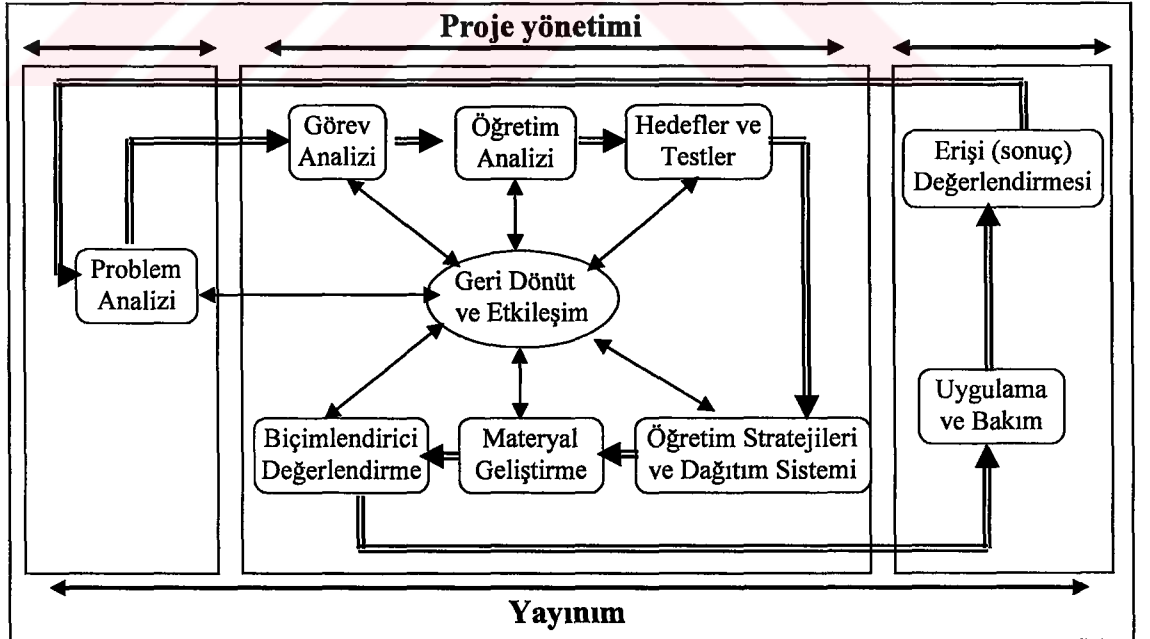 Proje yönetimi
Görev
Analizi
Öğretim
Analizi
Hedefler ve
Testler
Erişi (sonuç)
Değerlendirmesi
Problem
Analizi
Geri Dönüt
ve Etkileşim
Uygulama
ve Bakım
Biçimlendirici
Değerlendirme
Materyal
Geliştirme
Öğretim Stratejileri
ve Dağıtım Sistemi
Yayınım